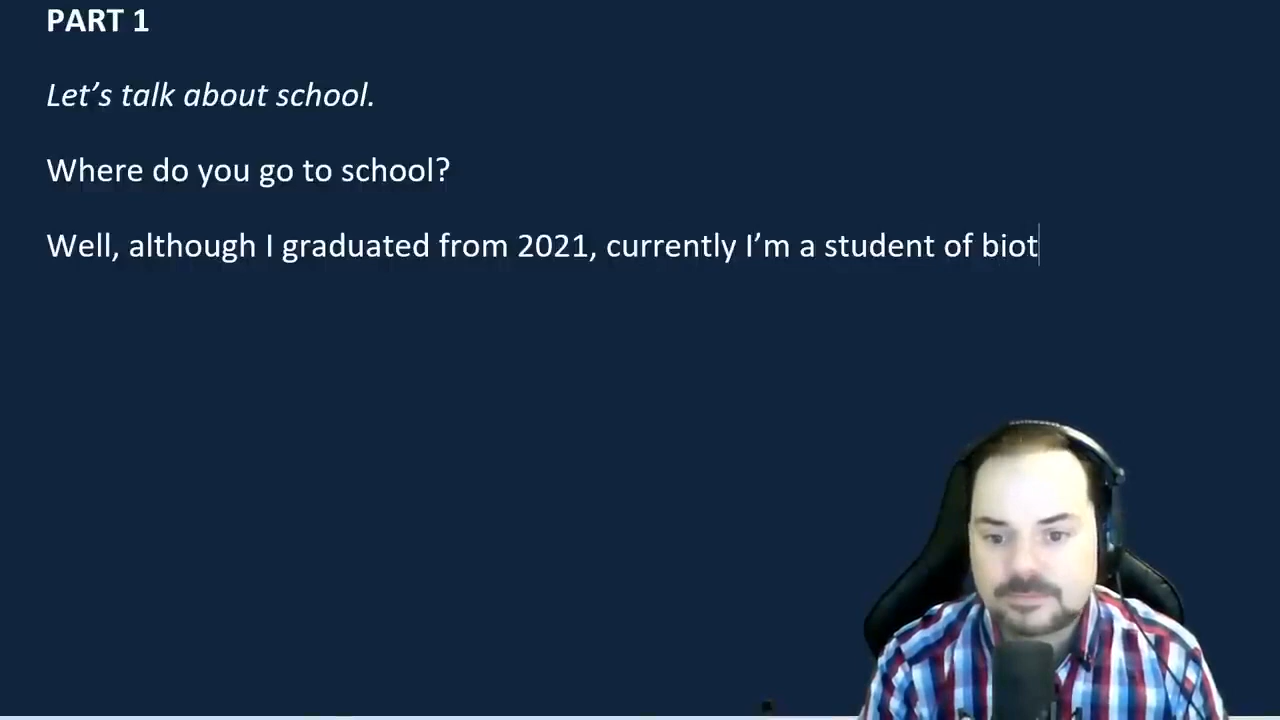 PART 1
Let’s talk about school.
Where do you go to school?
Well, although I graduated from 2021, currently I’m a student of biot